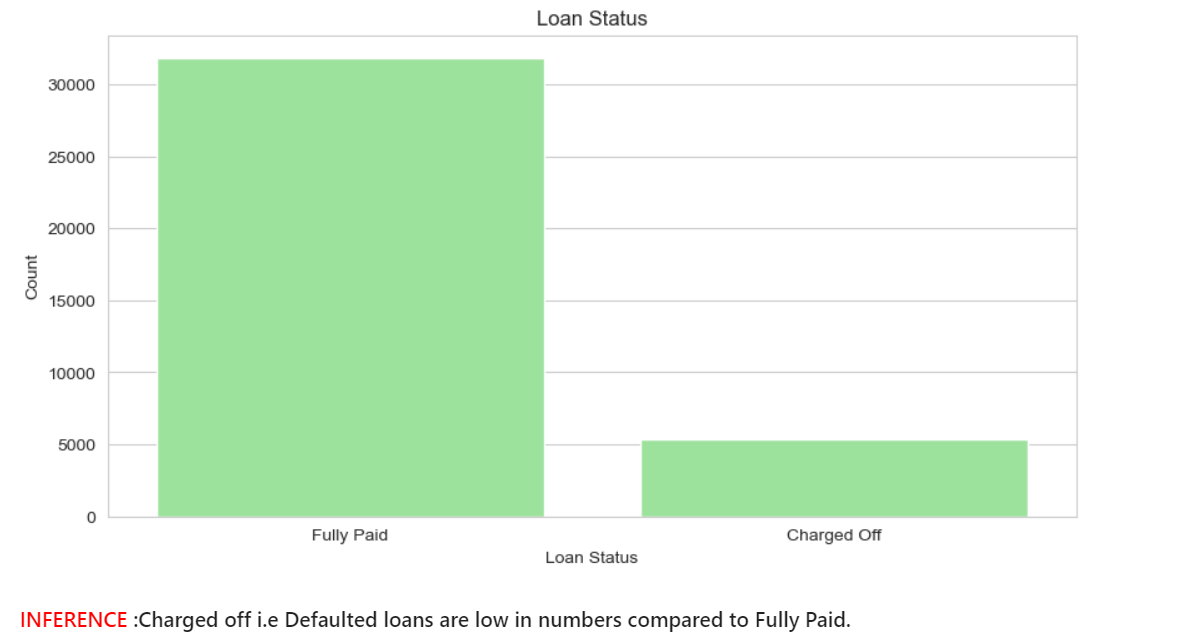 Loan Status
30000
25000
20000
15000
10000
5000
0
Count
Fully Paid
Charged Off
Loan Status
INFERENCE :Charged off i.e Defaulted loans are low in numbers compared to Fully Paid.